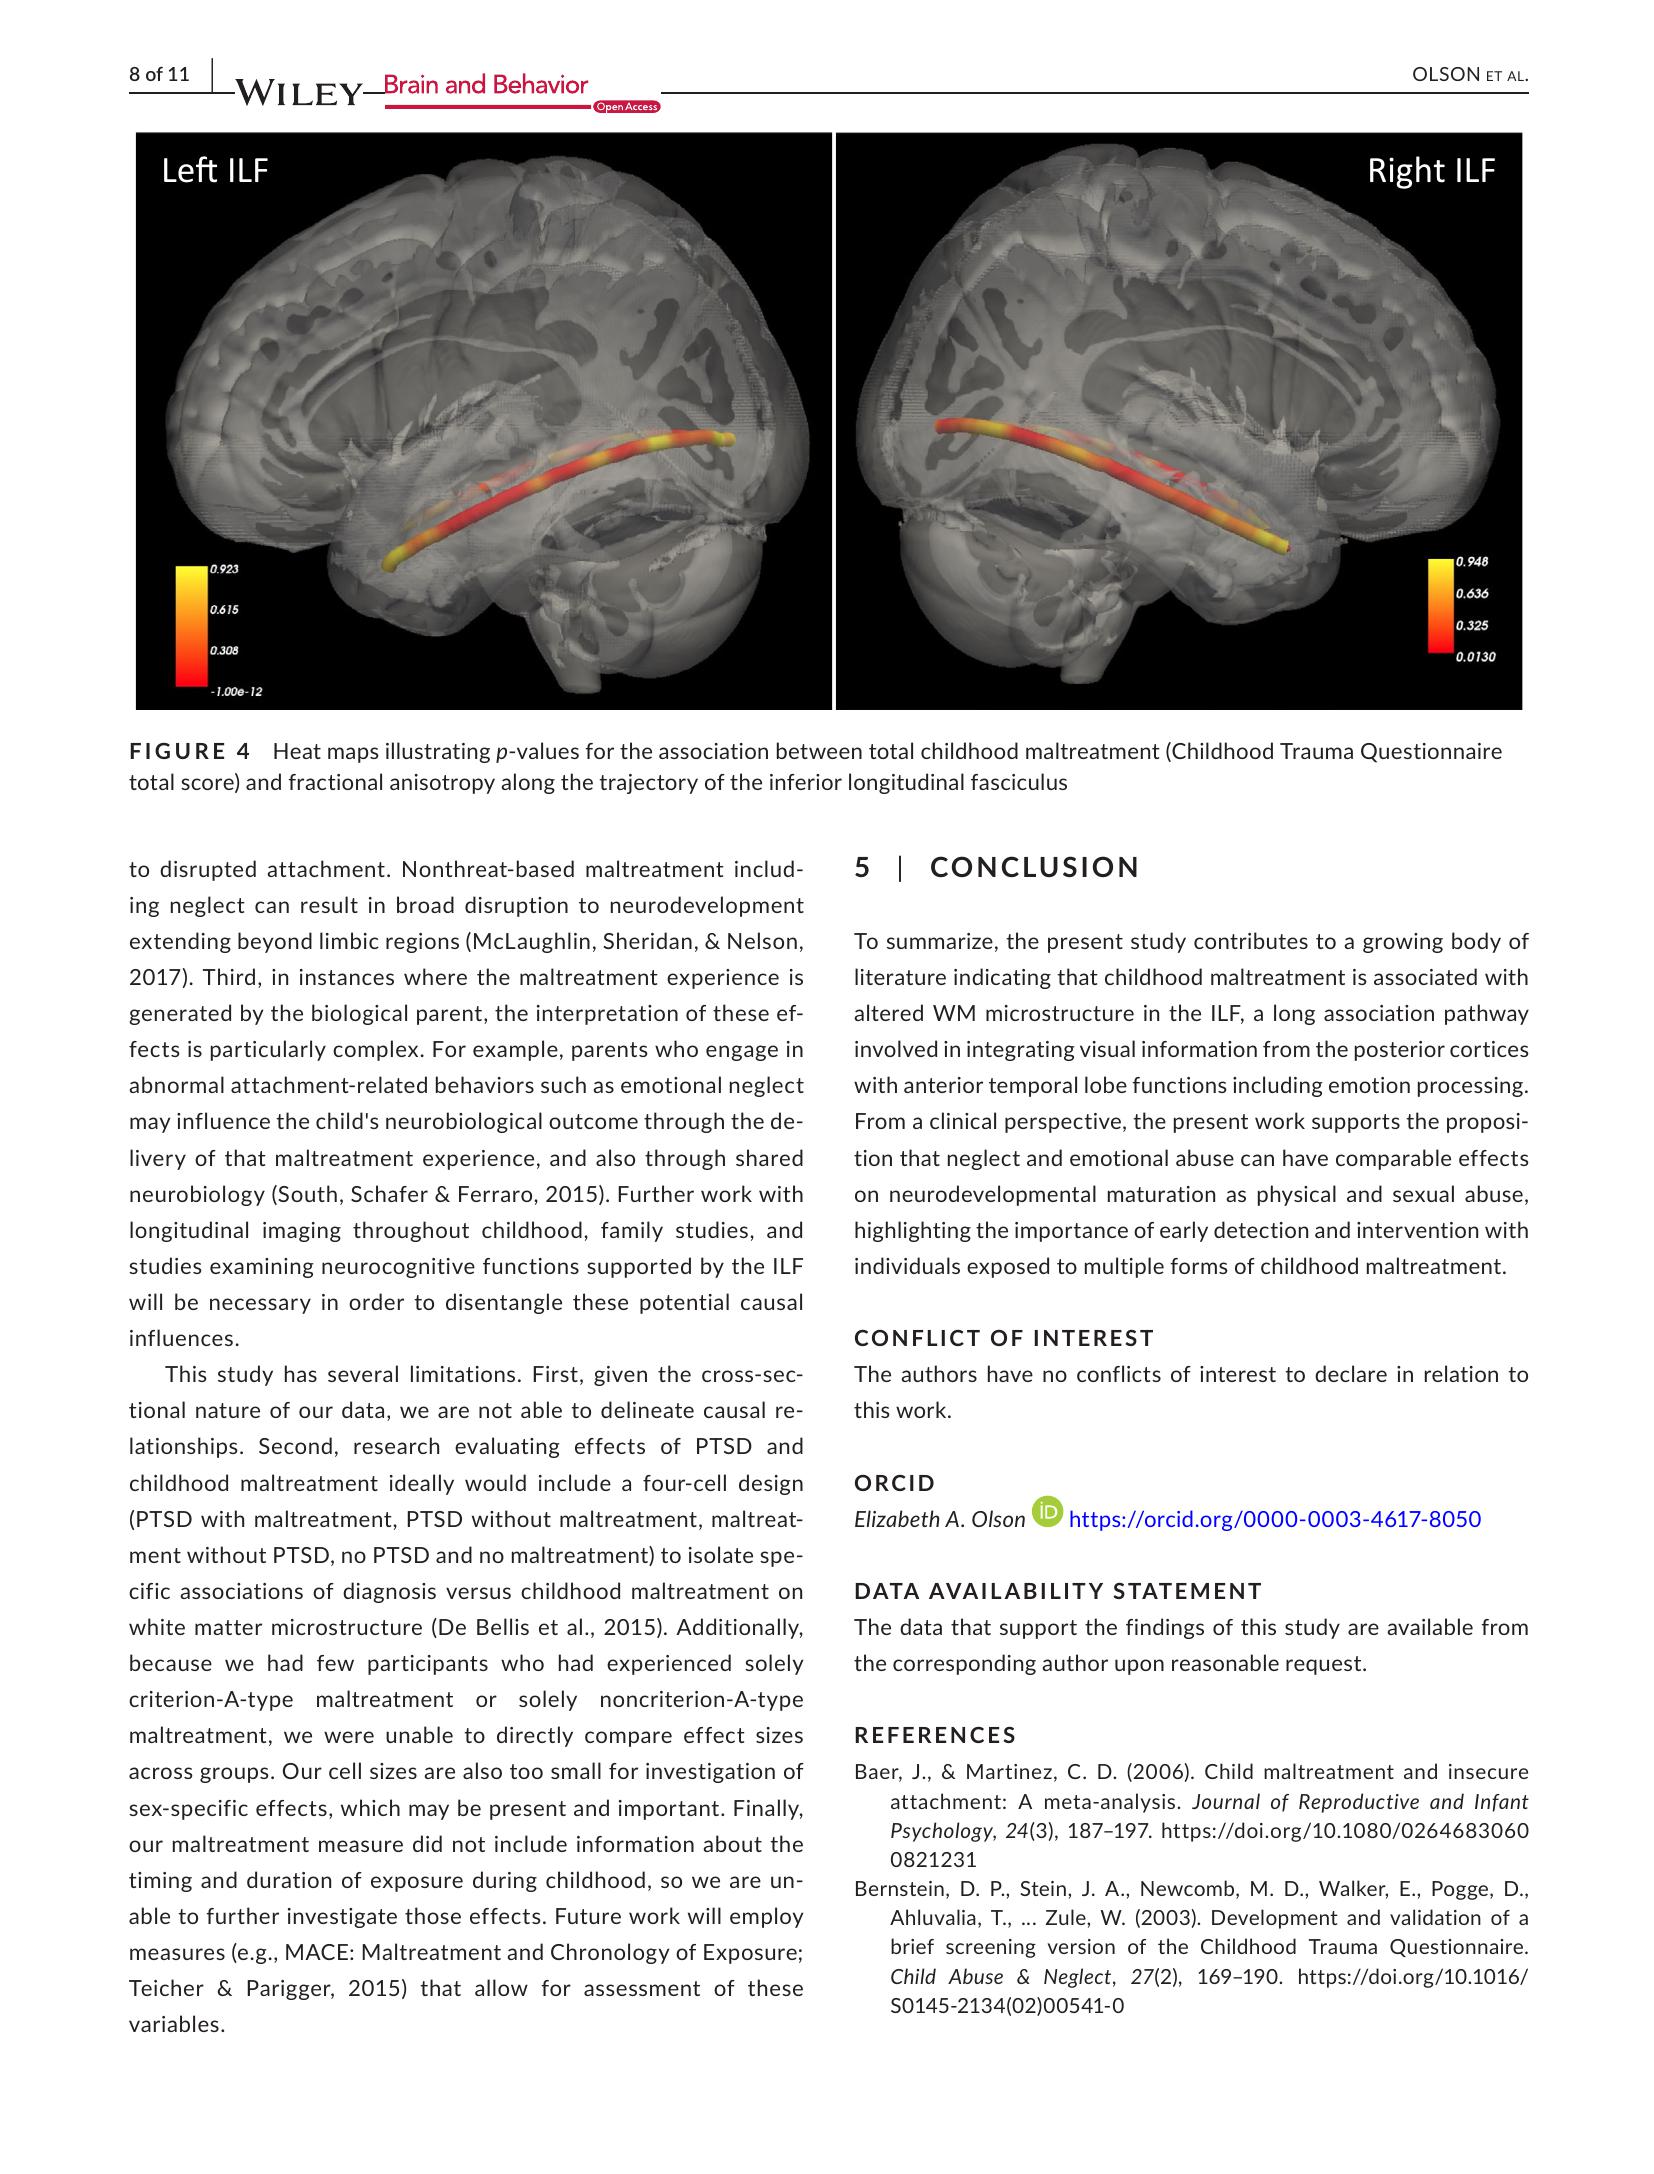 8 of 11
WILEY
Brain and Behavior
Open Access
OLSON ET AL.
Left ILF
Right ILF
0.923
0.615
0.308
-1.00e-12
0.948
0.636
0.325
0.0130
FIGURE 4 Heat maps illustrating p-values for the association between total childhood maltreatment (Childhood Trauma Questionnaire
total score) and fractional anisotropy along the trajectory of the inferior longitudinal fasciculus
to disrupted attachment. Nonthreat-based maltreatment includ-
ing neglect can result in broad disruption to neurodevelopment
extending beyond limbic regions (McLaughlin, Sheridan, & Nelson,
2017). Third, in instances where the maltreatment experience is
generated by the biological parent, the interpretation of these ef-
fects is particularly complex. For example, parents who engage in
abnormal attachment-related behaviors such as emotional neglect
may influence the child's neurobiological outcome through the de-
livery of that maltreatment experience, and also through shared
neurobiology (South, Schafer & Ferraro, 2015). Further work with
longitudinal imaging throughout childhood, family studies, and
studies examining neurocognitive functions supported by the ILF
will be necessary in order to disentangle these potential causal
influences.
This study has several limitations. First, given the cross-sec-
tional nature of our data, we are not able to delineate causal re-
lationships. Second, research evaluating effects of PTSD and
childhood maltreatment ideally would include a four-cell design
(PTSD with maltreatment, PTSD without maltreatment, maltreat-
ment without PTSD, no PTSD and no maltreatment) to isolate spe-
cific associations of diagnosis versus childhood maltreatment on
white matter microstructure (De Bellis et al., 2015). Additionally,
because we had few participants who had experienced solely
criterion-A-type maltreatment or solely noncriterion-A-type
maltreatment, we were unable to directly compare effect sizes
across groups. Our cell sizes are also too small for investigation of
sex-specific effects, which may be present and important. Finally,
our maltreatment measure did not include information about the
timing and duration of exposure during childhood, so we are un-
able to further investigate those effects. Future work will employ
measures (e.g., MACE: Maltreatment and Chronology of Exposure;
Teicher & Parigger, 2015) that allow for assessment of these
variables.
5 | CONCLUSION
To summarize, the present study contributes to a growing body of
literature indicating that childhood maltreatment is associated with
altered WM microstructure in the ILF, a long association pathway
involved in integrating visual information from the posterior cortices
with anterior temporal lobe functions including emotion processing.
From a clinical perspective, the present work supports the proposi-
tion that neglect and emotional abuse can have comparable effects
on neurodevelopmental maturation as physical and sexual abuse,
highlighting the importance of early detection and intervention with
individuals exposed to multiple forms of childhood maltreatment.
CONFLICT OF INTEREST
The authors have no conflicts of interest to declare in relation to
this work.
ORCID
Elizabeth A. Olson iD https://orcid.org/0000-0003-4617-8050
DATA AVAILABILITY STATEMENT
The data that support the findings of this study are available from
the corresponding author upon reasonable request.
REFERENCES
Baer, J., & Martinez, C. D. (2006). Child maltreatment and insecure
attachment: A meta-analysis. Journal of Reproductive and Infant
Psychology, 24(3), 187–197. https://doi.org/10.1080/0264683060
0821231
Bernstein, D. P., Stein, J. A., Newcomb, M. D., Walker, E., Pogge, D.,
Ahluvalia, T., ... Zule, W. (2003). Development and validation of a
brief screening version of the Childhood Trauma Questionnaire.
Child Abuse & Neglect, 27(2), 169–190. https://doi.org/10.1016/
S0145-2134(02)00541-0